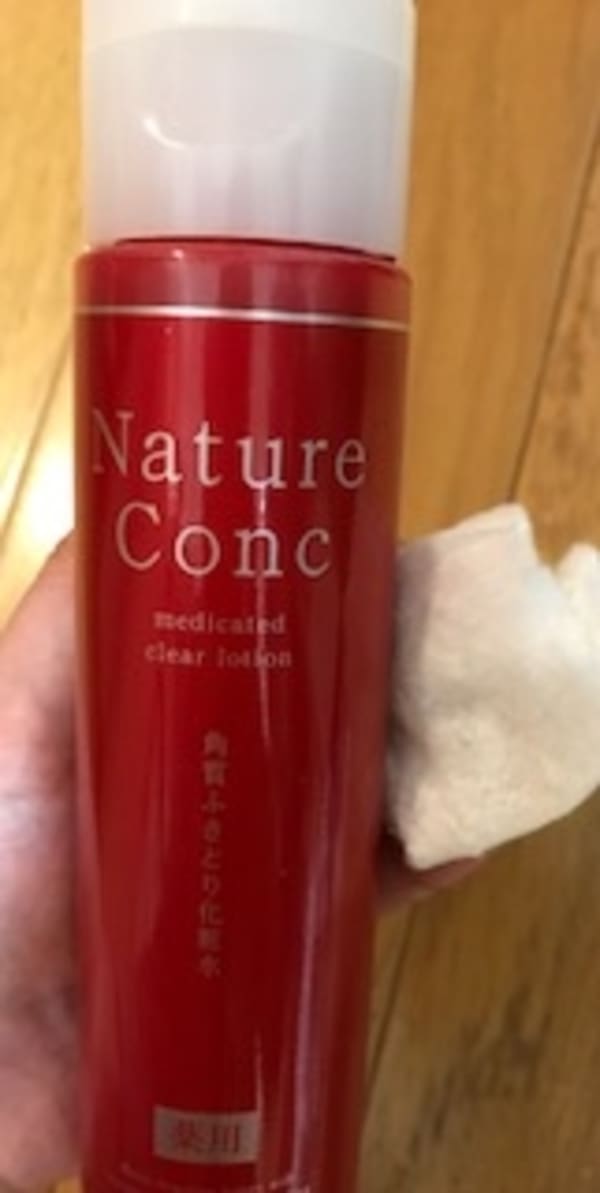 Nature
Conc
medicated
clear lotion
角質ふきとり化粧水
薬用